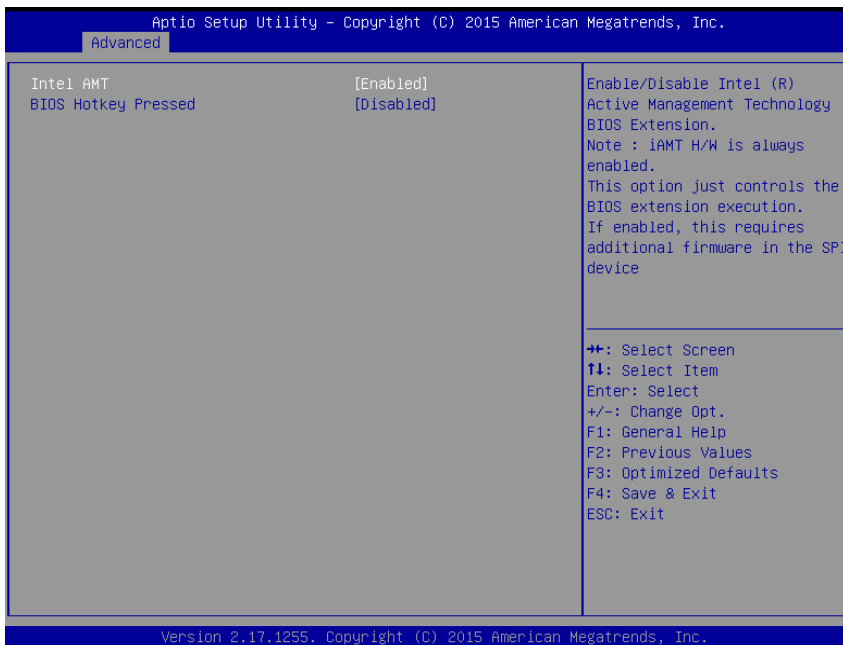 Aptio Setup Utility – Copyright (C) 2015 American Megatrends, Inc.
Advanced
Intel AMT [Enabled]
BIOS Hotkey Pressed [Disabled]
Enable/Disable Intel (R)
Active Management Technology
BIOS Extension.
Note : iAMT H/W is always
enabled.
This option just controls the
BIOS extension execution.
If enabled, this requires
additional firmware in the SPI
device
→←: Select Screen
↑↓: Select Item
Enter: Select
+/-: Change Opt.
F1: General Help
F2: Previous Values
F3: Optimized Defaults
F4: Save & Exit
ESC: Exit
Version 2.17.1255. Copyright (C) 2015 American Megatrends, Inc.